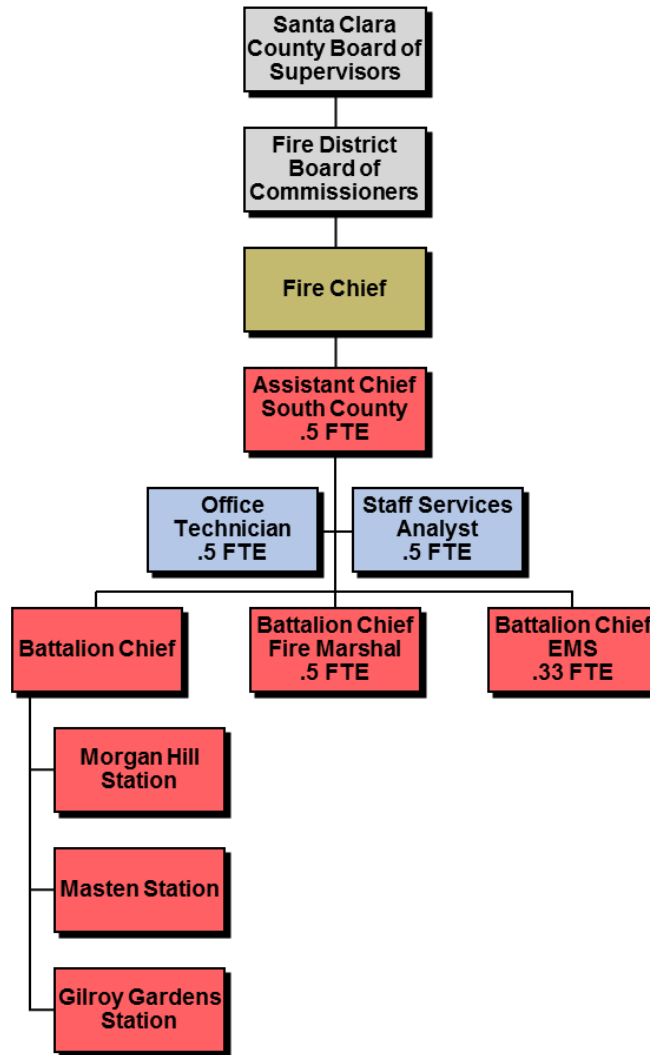 Santa Clara
County Board of
Supervisors
Fire District
Board of
Commissioners
Fire Chief
Assistant Chief
South County
.5 FTE
Office
Technician
.5 FTE
Staff Services
Analyst
.5 FTE
Battalion Chief
Battalion Chief
Fire Marshal
.5 FTE
Battalion Chief
EMS
.33 FTE
Morgan Hill
Station
Masten Station
Gilroy Gardens
Station